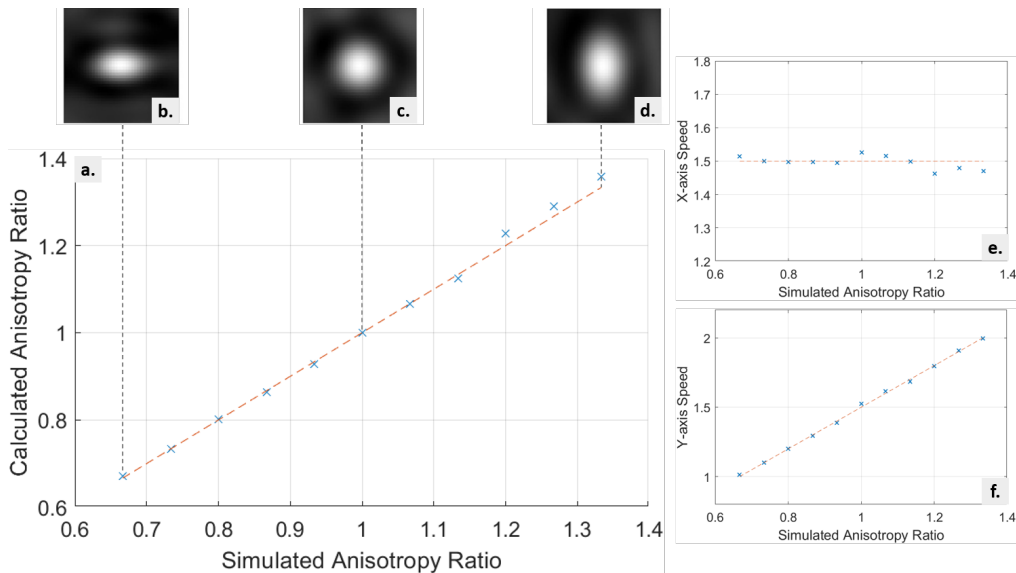 b.
c.
d.
a.
Calculated Anisotropy Ratio
1.4
1.2
1
0.8
0.6
0.6 0.7 0.8 0.9 1 1.1 1.2 1.3 1.4
Simulated Anisotropy Ratio
X-axis Speed
1.8
1.7
1.6
1.5
1.4
1.3
1.2
e.
0.6 0.8 1 1.2 1.4
Simulated Anisotropy Ratio
Y-axis Speed
2
1.5
1
f.
0.6 0.8 1 1.2 1.4
Simulated Anisotropy Ratio